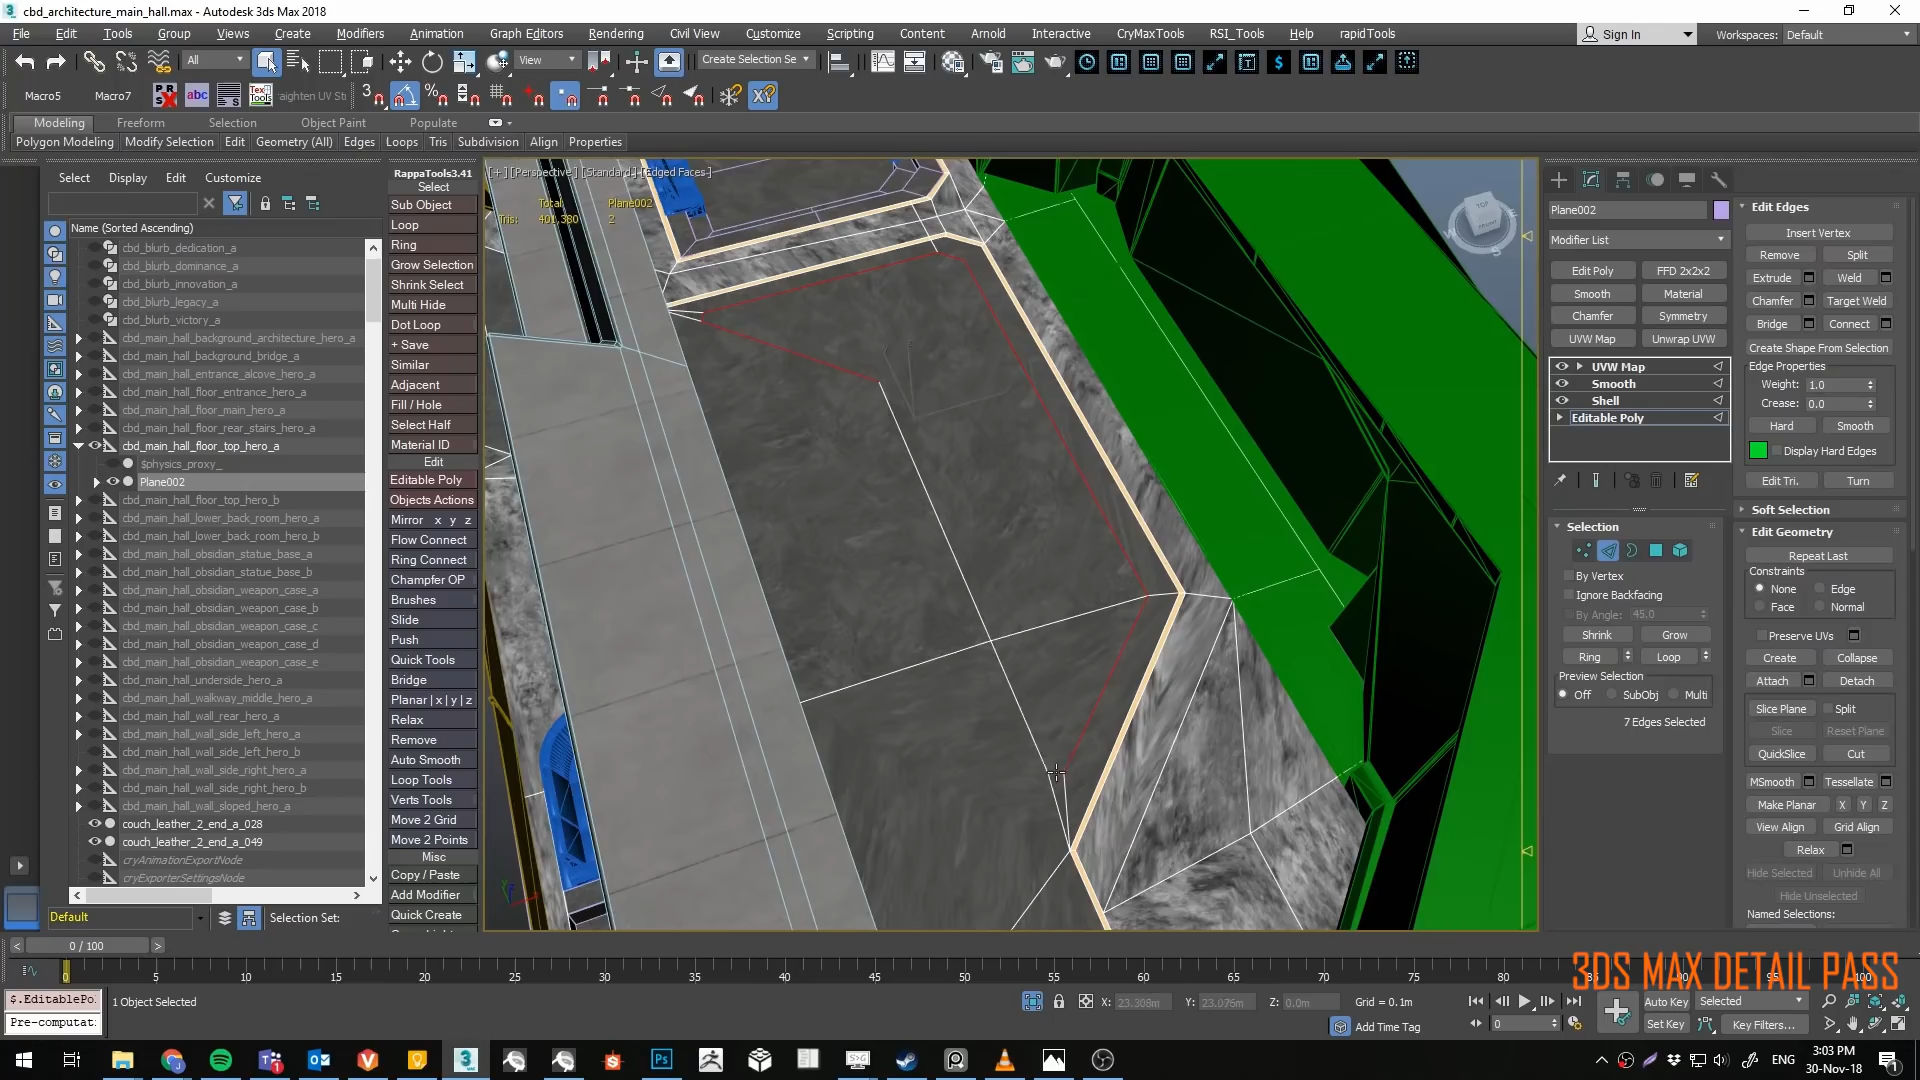 cbd_architecture_main_hall.max - Autodesk 3ds Max 2018
File Edit Tools Group Views Create Modifiers Animation Graph Editors Rendering Civil View Customize Scripting Content Arnold Interactive CryMaxTools RSI_Tools Help rapidTools
Sign In Workspaces: Default
All View Create Selection Se
Macro5 Macro7 abc Tex Tools aighten UV St 3 XY
Modeling Freeform Selection Object Paint Populate
Polygon Modeling Modify Selection Edit Geometry (All) Edges Loops Tris Subdivision Align Properties
Select Display Edit Customize
Name (Sorted Ascending)
cbd_blurb_dedication_a
cbd_blurb_dominance_a
cbd_blurb_innovation_a
cbd_blurb_legacy_a
cbd_blurb_victory_a
cbd_main_hall_background_architecture_hero_a
cbd_main_hall_background_bridge_a
cbd_main_hall_entrance_alcove_hero_a
cbd_main_hall_floor_entrance_hero_a
cbd_main_hall_floor_main_hero_a
cbd_main_hall_floor_rear_stairs_hero_a
cbd_main_hall_floor_top_hero_a
$physics_proxy_
Plane002
cbd_main_hall_floor_top_hero_b
cbd_main_hall_lower_back_room_hero_a
cbd_main_hall_lower_back_room_hero_b
cbd_main_hall_obsidian_statue_base_a
cbd_main_hall_obsidian_statue_base_b
cbd_main_hall_obsidian_weapon_case_a
cbd_main_hall_obsidian_weapon_case_b
cbd_main_hall_obsidian_weapon_case_c
cbd_main_hall_obsidian_weapon_case_d
cbd_main_hall_obsidian_weapon_case_e
cbd_main_hall_underside_hero_a
cbd_main_hall_walkway_middle_hero_a
cbd_main_hall_wall_rear_hero_a
cbd_main_hall_wall_side_left_hero_a
cbd_main_hall_wall_side_left_hero_b
cbd_main_hall_wall_side_right_hero_a
cbd_main_hall_wall_side_right_hero_b
cbd_main_hall_wall_sloped_hero_a
couch_leather_2_end_a_028
couch_leather_2_end_a_049
cryAnimationExportNode
cryExporterSettingsNode
Default Selection Set:
RappaTools3.41
Select
Sub Object
Loop
Ring
Grow Selection
Shrink Select
Multi Hide
Dot Loop
+ Save
Similar
Adjacent
Fill / Hole
Select Half
Material ID
Edit
Editable Poly
Objects Actions
Mirror x y z
Flow Connect
Ring Connect
Champfer OP
Brushes
Slide
Push
Quick Tools
Bridge
Planar | x | y | z
Relax
Remove
Auto Smooth
Loop Tools
Verts Tools
Move 2 Grid
Move 2 Points
Misc
Copy / Paste
Add Modifier
Quick Create
[+] [Perspective] [Standard] [Edged Faces]
Total Plane002
Tris: 401,380 2
TOP
FRONT
Plane002
Modifier List
Edit Poly FFD 2x2x2
Smooth Material
Chamfer Symmetry
UVW Map Unwrap UVW
UVW Map
Smooth
Shell
Editable Poly
Selection
By Vertex
Ignore Backfacing
By Angle: 45.0
Shrink Grow
Ring Loop
Preview Selection
Off SubObj Multi
7 Edges Selected
Edit Edges
Insert Vertex
Remove Split
Extrude Weld
Chamfer Target Weld
Bridge Connect
Create Shape From Selection
Edge Properties
Weight: 1.0
Crease: 0.0
Hard Smooth
Display Hard Edges
Edit Tri. Turn
Soft Selection
Edit Geometry
Repeat Last
Constraints
None Edge
Face Normal
Preserve UVs
Create Collapse
Attach Detach
Slice Plane Split
Slice Reset Plane
QuickSlice Cut
MSmooth Tessellate
Make Planar X Y Z
View Align Grid Align
Relax
Hide Selected Unhide All
Hide Unselected
Named Selections:
0 / 100
0 5 10 15 20 25 30 35 40 45 50 55 60 65 70 75 80 100
3DS MAX DETAIL PASS
$.EditablePol 1 Object Selected X: 23.308m Y: 23.076m Z: 0.0m Grid = 0.1m Auto Key Selected
Pre-computati Add Time Tag 0 Set Key Key Filters...
ENG 3:03 PM
30-Nov-18